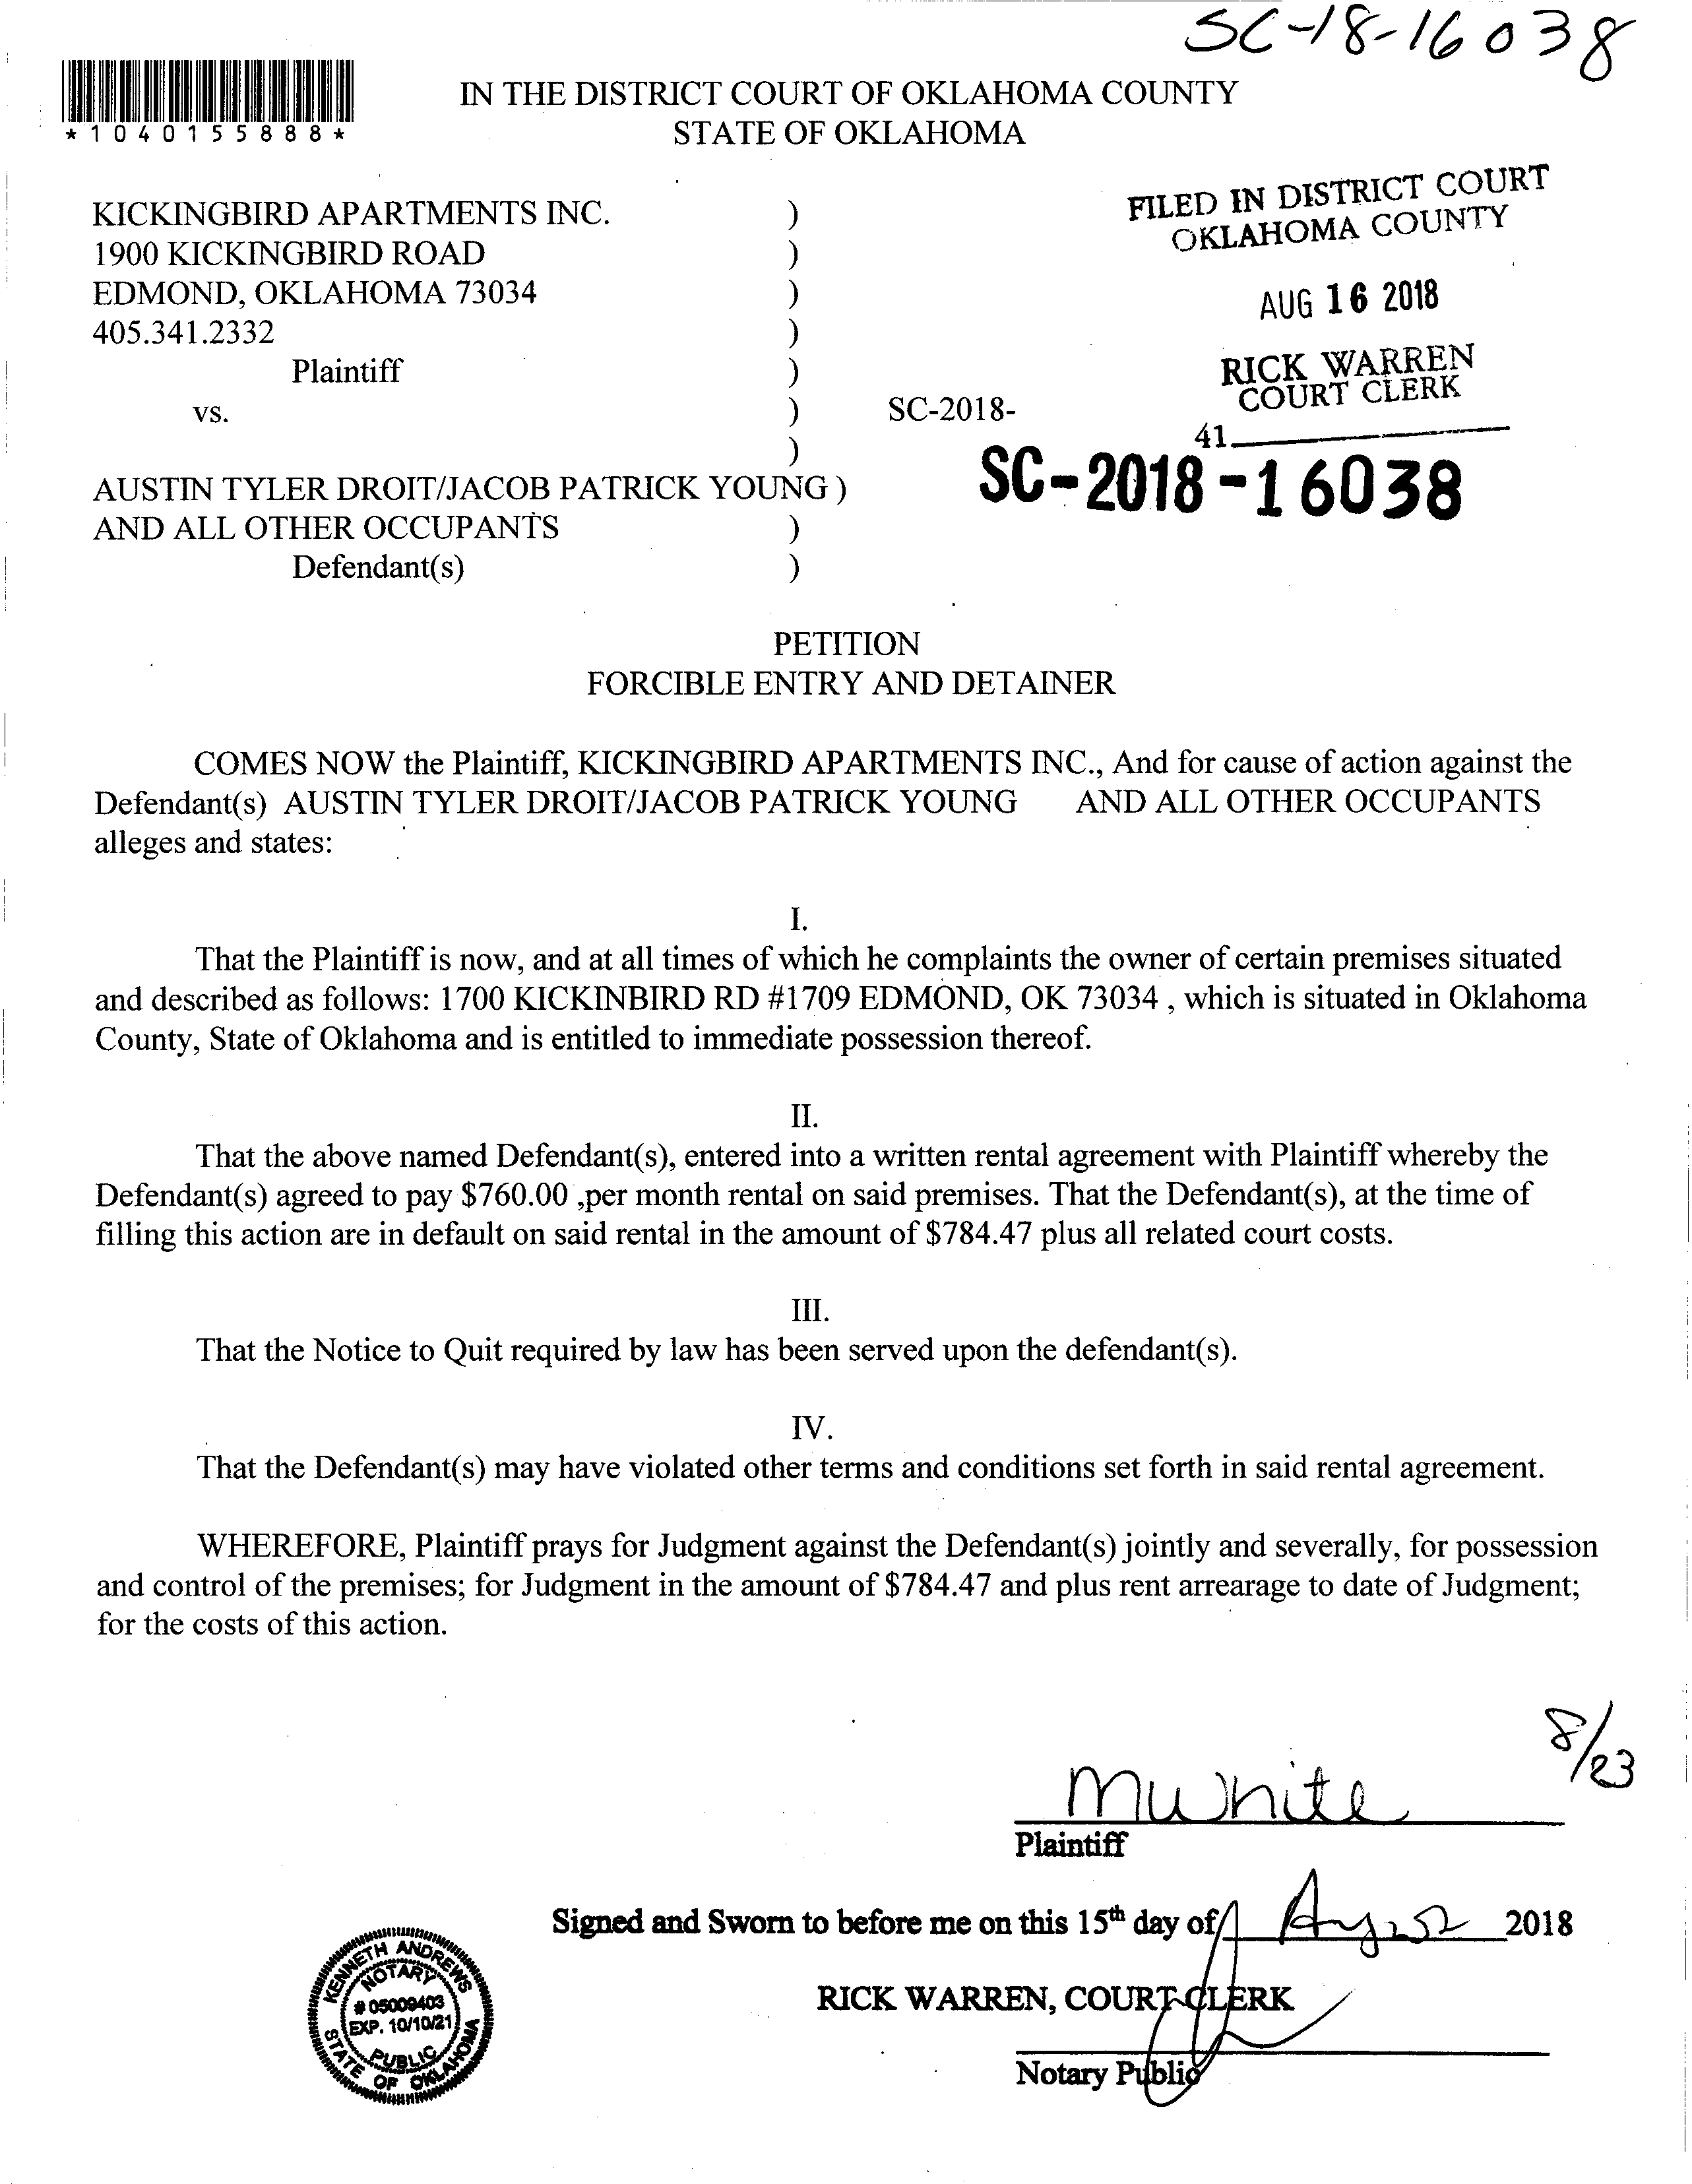 SC-18-16038
*1040155888*
IN THE DISTRICT COURT OF OKLAHOMA COUNTY
STATE OF OKLAHOMA
KICKINGBIRD APARTMENTS INC. )
1900 KICKINGBIRD ROAD )
EDMOND, OKLAHOMA 73034 )
405.341.2332 )
Plaintiff )
vs. ) SC-2018-
)
AUSTIN TYLER DROIT/JACOB PATRICK YOUNG )
AND ALL OTHER OCCUPANTS )
Defendant(s) )
FILED IN DISTRICT COURT
OKLAHOMA COUNTY
AUG 16 2018
RICK WARREN
COURT CLERK
41
SC-2018-16038
PETITION
FORCIBLE ENTRY AND DETAINER
COMES NOW the Plaintiff, KICKINGBIRD APARTMENTS INC., And for cause of action against the
Defendant(s) AUSTIN TYLER DROIT/JACOB PATRICK YOUNG AND ALL OTHER OCCUPANTS
alleges and states:
I.
That the Plaintiff is now, and at all times of which he complaints the owner of certain premises situated
and described as follows: 1700 KICKINBIRD RD #1709 EDMOND, OK 73034 , which is situated in Oklahoma
County, State of Oklahoma and is entitled to immediate possession thereof.
II.
That the above named Defendant(s), entered into a written rental agreement with Plaintiff whereby the
Defendant(s) agreed to pay $760.00 ,per month rental on said premises. That the Defendant(s), at the time of
filling this action are in default on said rental in the amount of $784.47 plus all related court costs.
III.
That the Notice to Quit required by law has been served upon the defendant(s).
IV.
That the Defendant(s) may have violated other terms and conditions set forth in said rental agreement.
WHEREFORE, Plaintiff prays for Judgment against the Defendant(s) jointly and severally, for possession
and control of the premises; for Judgment in the amount of $784.47 and plus rent arrearage to date of Judgment;
for the costs of this action.
8/23
MWhite
Plaintiff
Signed and Sworn to before me on this 15th day of August 2018
RICK WARREN, COURT CLERK
Notary Public
KENNETH ANDREWS
NOTARY
# 05009403
EXP. 10/10/21
PUBLIC
STATE OF OKLAHOMA